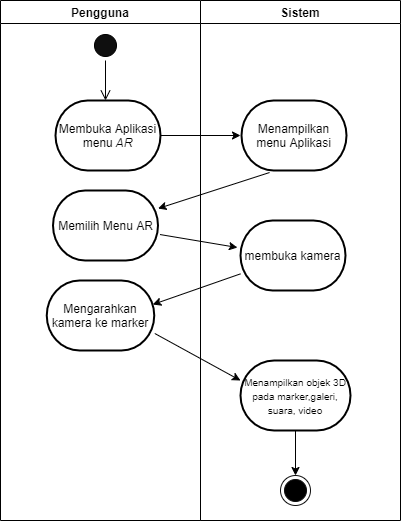 Pengguna
Sistem
Membuka Aplikasi
menu AR
Menampilkan
menu Aplikasi
Memilih Menu AR
membuka kamera
Mengarahkan
kamera ke marker
Menampilkan objek 3D
pada marker,galeri,
suara, video